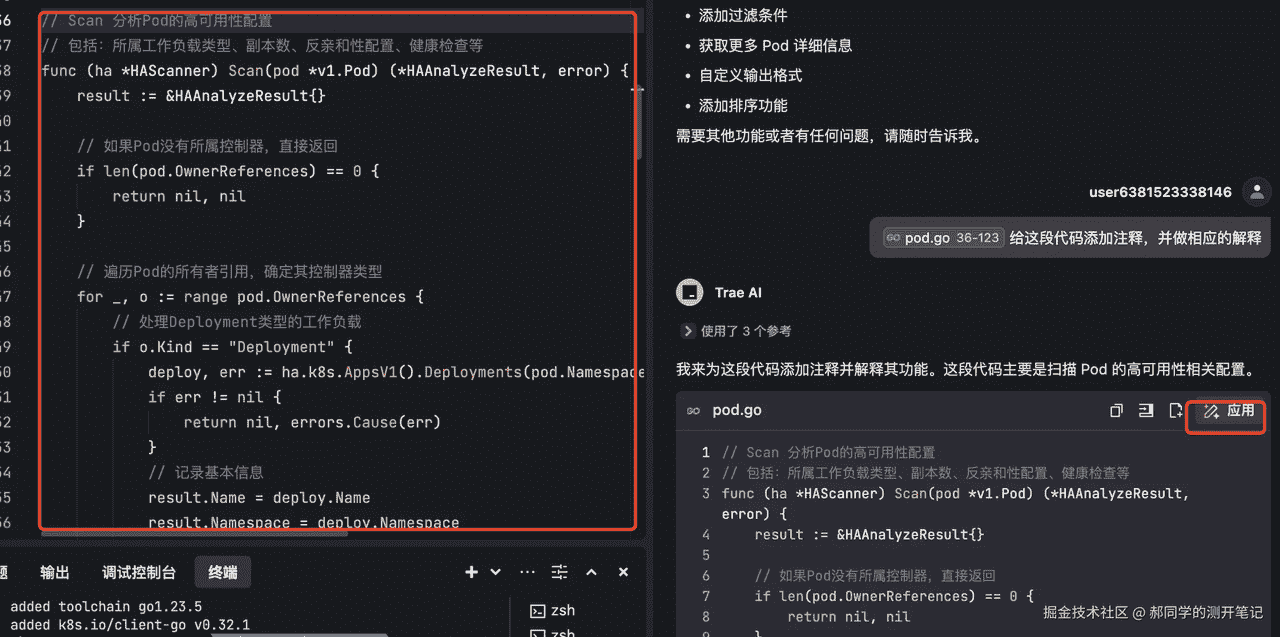 // Scan 分析Pod的高可用性配置
// 包括：所属工作负载类型、副本数、反亲和性配置、健康检查等
func (ha *HAScanner) Scan(pod *v1.Pod) (*HAAnalyzeResult, error) {
result := &HAAnalyzeResult{}
// 如果Pod没有所属控制器，直接返回
if len(pod.OwnerReferences) == 0 {
return nil, nil
}
// 遍历Pod的所有者引用，确定其控制器类型
for _, o := range pod.OwnerReferences {
// 处理Deployment类型的工作负载
if o.Kind == "Deployment" {
deploy, err := ha.k8s.AppsV1().Deployments(pod.Namespace
if err != nil {
return nil, errors.Cause(err)
}
// 记录基本信息
result.Name = deploy.Name
result.Namespace = deploy.Namespace
题 输出 调试控制台 终端
added toolchain go1.23.5
added k8s.io/client-go v0.32.1
zsh
zsh
• 添加过滤条件
• 获取更多 Pod 详细信息
• 自定义输出格式
• 添加排序功能
需要其他功能或者有任何问题，请随时告诉我。
user6381523338146
GO pod.go 36-123 给这段代码添加注释，并做相应的解释
Trae AI
使用了 3 个参考
我来为这段代码添加注释并解释其功能。这段代码主要是扫描 Pod 的高可用性相关配置。
GO pod.go 应用
1 // Scan 分析Pod的高可用性配置
2 // 包括：所属工作负载类型、副本数、反亲和性配置、健康检查等
3 func (ha *HAScanner) Scan(pod *v1.Pod) (*HAAnalyzeResult,
error) {
4 result := &HAAnalyzeResult{}
5
6 // 如果Pod没有所属控制器，直接返回
7 if len(pod.OwnerReferences) == 0 {
8 return nil, nil
9 }
掘金技术社区 @ 郝同学的测开笔记